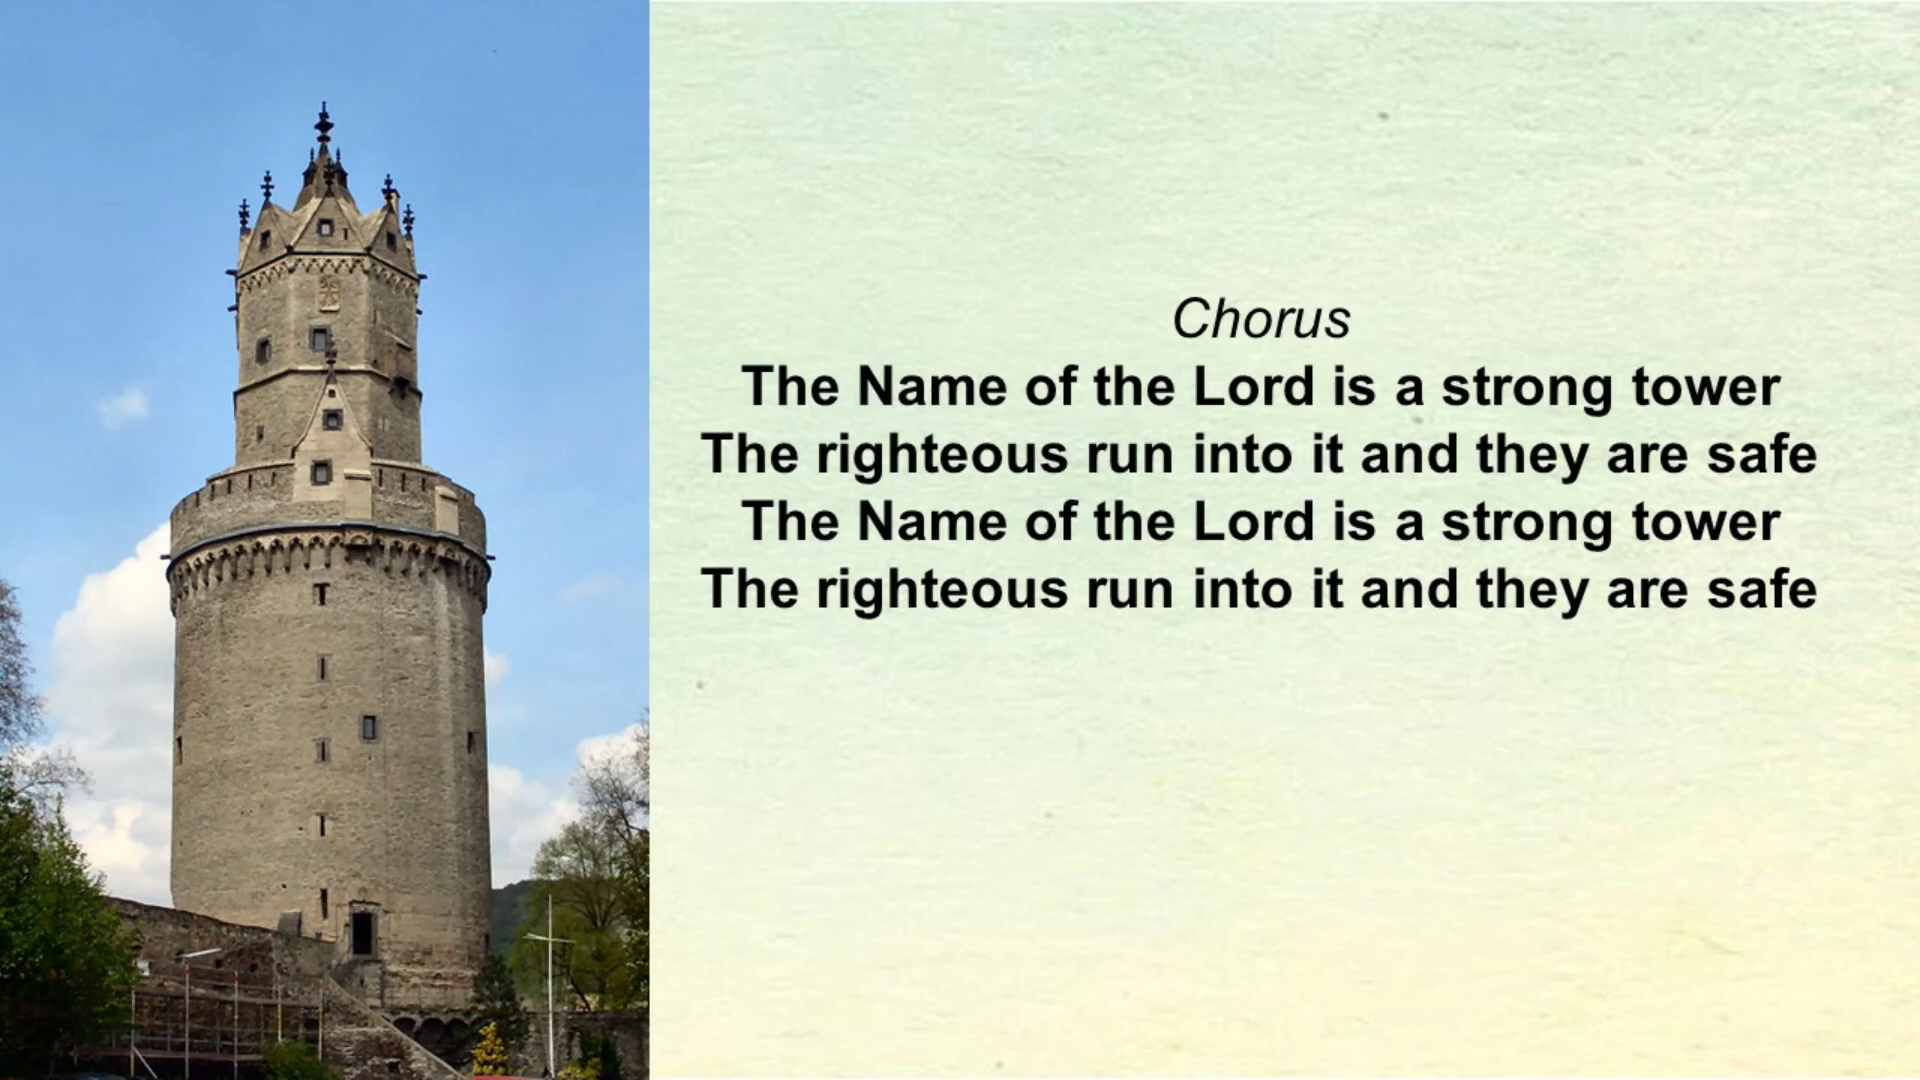 Chorus
The Name of the Lord is a strong tower
The righteous run into it and they are safe
The Name of the Lord is a strong tower
The righteous run into it and they are safe